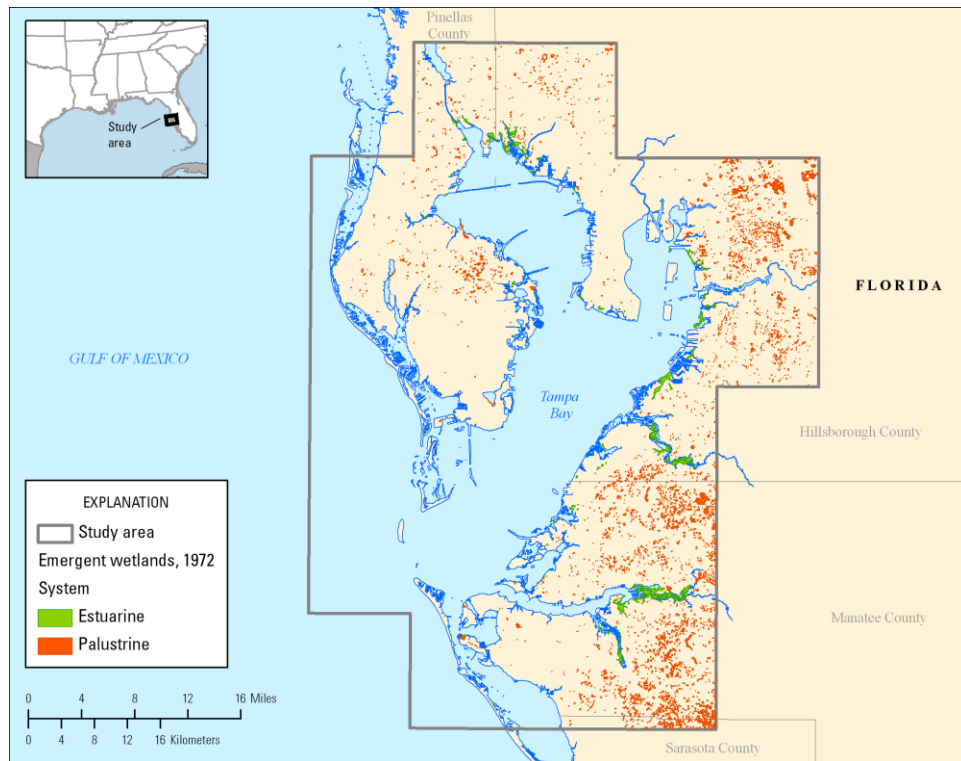 Pinellas
County
Study
area
FLORIDA
GULF OF MEXICO
Tampa
Bay
Hillsborough County
EXPLANATION
Study area
Emergent wetlands, 1972
System
Estuarine
Palustrine
Manatee County
0 4 8 12 16 Miles
0 4 8 12 16 Kilometers
Sarasota County